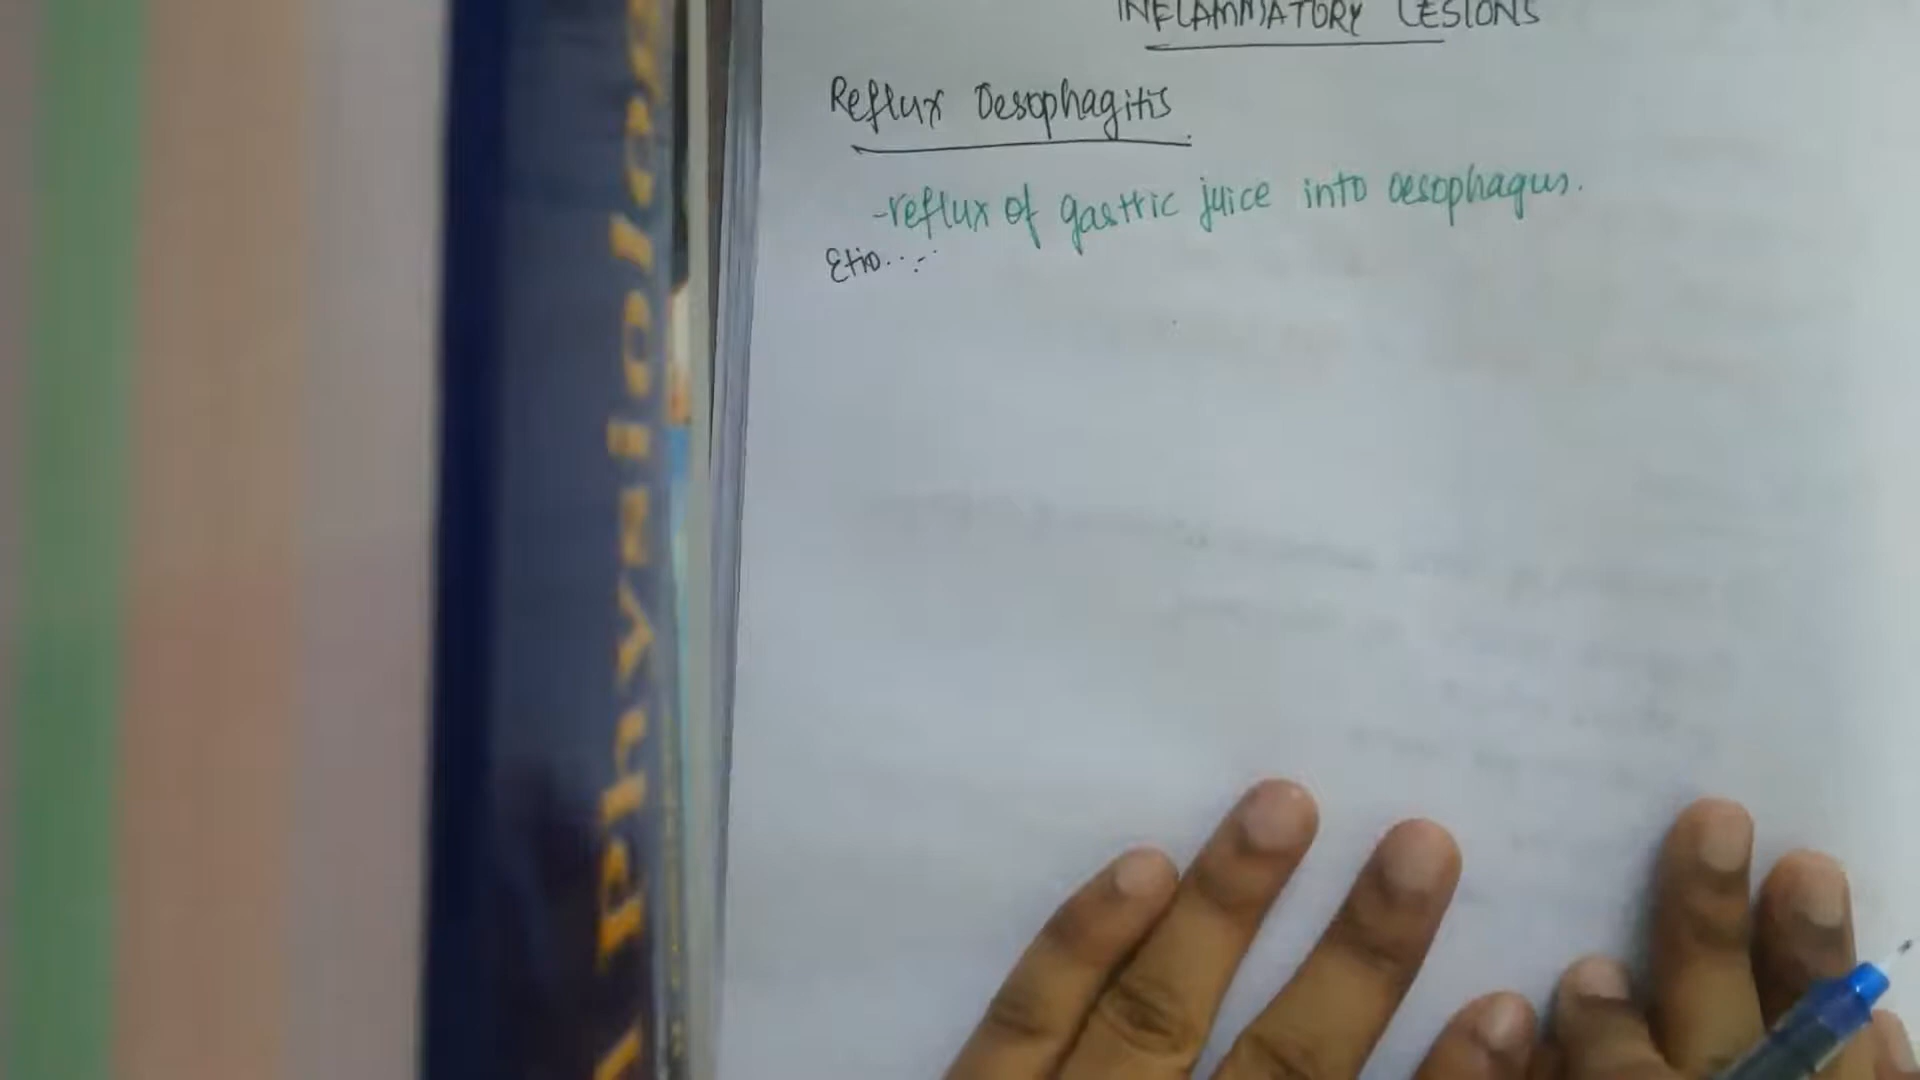 INFLAMMATORY LESIONS
Reflux Oesophagitis
-reflux of gastric juice into oesophagus.
Etio...:-